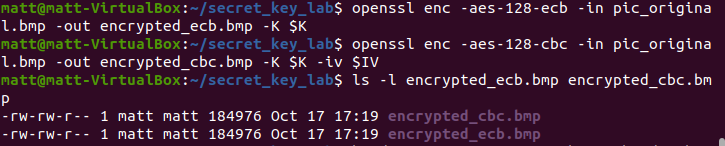 matt@matt-VirtualBox:~/secret_key_lab$ openssl enc -aes-128-ecb -in pic_origina
l.bmp -out encrypted_ecb.bmp -K $K
matt@matt-VirtualBox:~/secret_key_lab$ openssl enc -aes-128-cbc -in pic_origina
l.bmp -out encrypted_cbc.bmp -K $K -iv $IV
matt@matt-VirtualBox:~/secret_key_lab$ ls -l encrypted_ecb.bmp encrypted_cbc.bm
p
-rw-rw-r-- 1 matt matt 184976 Oct 17 17:19 encrypted_cbc.bmp
-rw-rw-r-- 1 matt matt 184976 Oct 17 17:19 encrypted_ecb.bmp